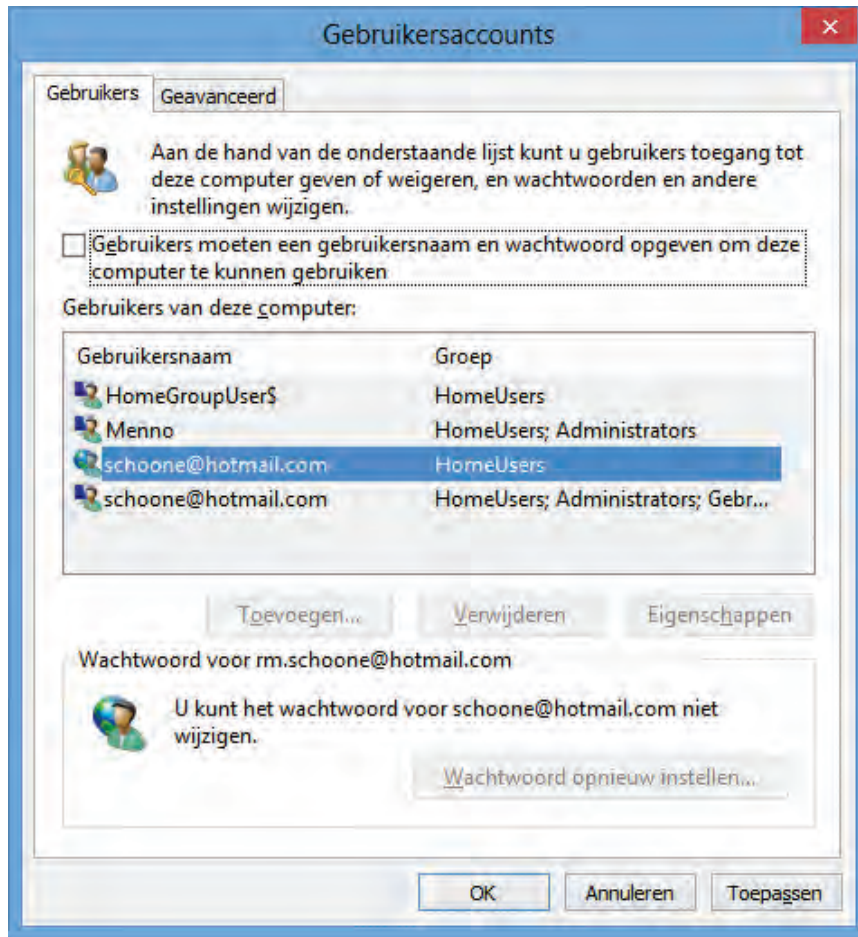 Gebruikersaccounts
Gebruikers Geavanceerd
Aan de hand van de onderstaande lijst kunt u gebruikers toegang tot
deze computer geven of weigeren, en wachtwoorden en andere
instellingen wijzigen.
Gebruikers moeten een gebruikersnaam en wachtwoord opgeven om deze
computer te kunnen gebruiken
Gebruikers van deze computer:
Gebruikersnaam Groep
HomeGroupUser$ HomeUsers
Menno HomeUsers; Administrators
schoone@hotmail.com HomeUsers
schoone@hotmail.com HomeUsers; Administrators; Gebr...
Toevoegen... Verwijderen Eigenschappen
Wachtwoord voor rm.schoone@hotmail.com
U kunt het wachtwoord voor schoone@hotmail.com niet
wijzigen.
Wachtwoord opnieuw instellen...
OK Annuleren Toepassen